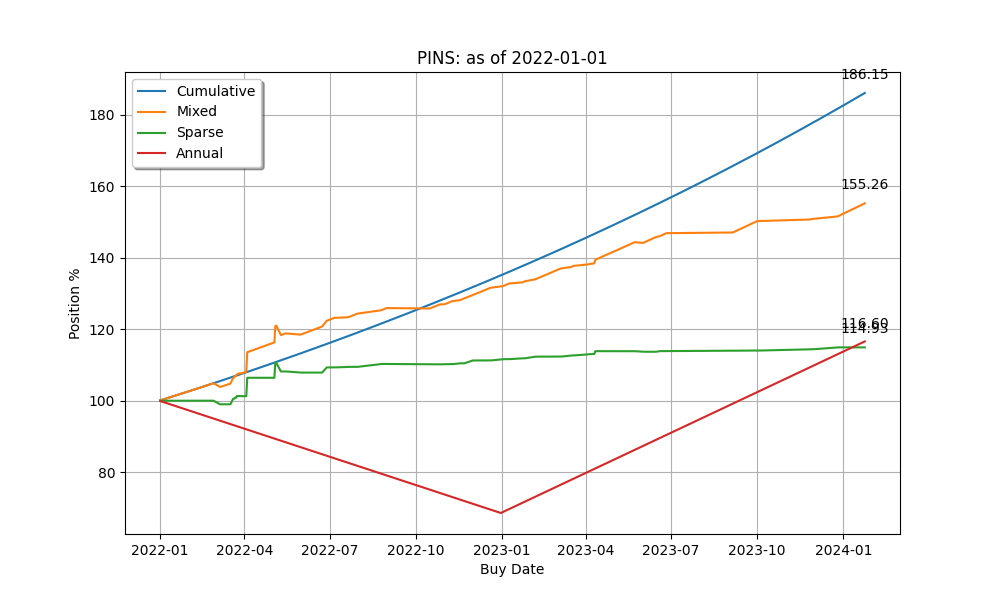 PINS: as of 2022-01-01
186.15
Cumulative
Mixed
Sparse
Annual
155.26
116.60
114.93
180
160
140
120
100
80
Position %
2022-01
2022-04
2022-07
2022-10
2023-01
2023-04
2023-07
2023-10
2024-01
Buy Date